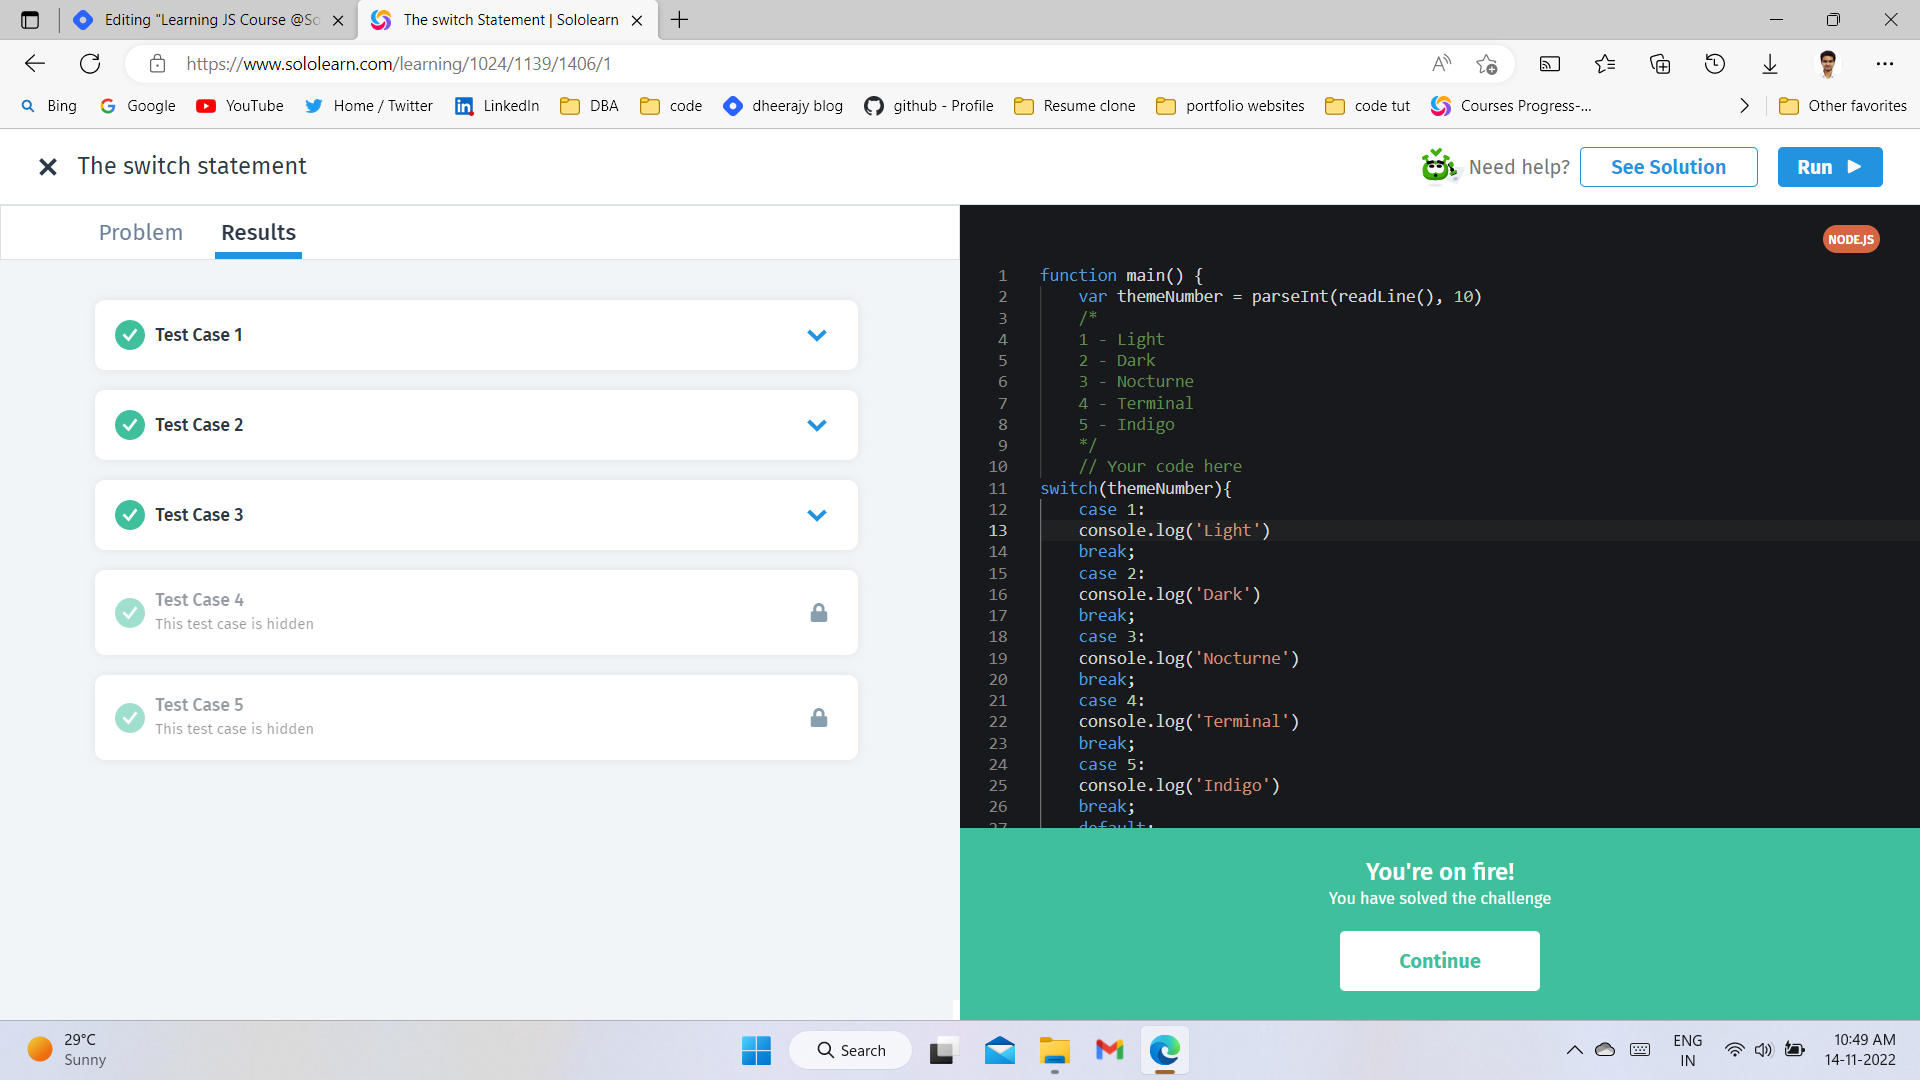 Editing "Learning JS Course @So
The switch Statement | Sololearn
https://www.sololearn.com/learning/1024/1139/1406/1
Bing
Google
YouTube
Home / Twitter
LinkedIn
DBA
code
dheerajy blog
github - Profile
Resume clone
portfolio websites
code tut
Courses Progress-...
Other favorites
The switch statement
Need help?
See Solution
Run
Problem
Results
Test Case 1
Test Case 2
Test Case 3
Test Case 4
This test case is hidden
Test Case 5
This test case is hidden
NODE.JS
1 function main() {
2 var themeNumber = parseInt(readLine(), 10)
3 /*
4 1 - Light
5 2 - Dark
6 3 - Nocturne
7 4 - Terminal
8 5 - Indigo
9 */
10 // Your code here
11 switch(themeNumber){
12 case 1:
13 console.log('Light')
14 break;
15 case 2:
16 console.log('Dark')
17 break;
18 case 3:
19 console.log('Nocturne')
20 break;
21 case 4:
22 console.log('Terminal')
23 break;
24 case 5:
25 console.log('Indigo')
26 break;
27 default:
You're on fire!
You have solved the challenge
Continue
29°C
Sunny
Search
ENG
IN
10:49 AM
14-11-2022